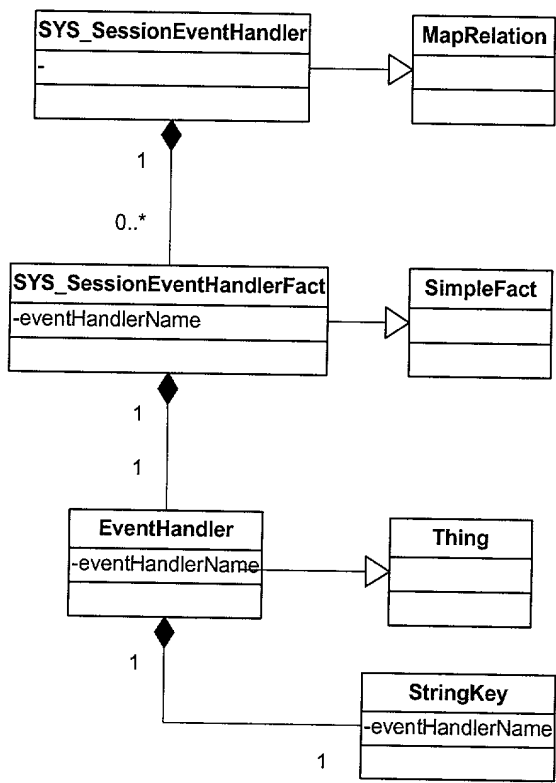 SYS_SessionEventHandler
MapRelation
-
1
0..*
SYS_SessionEventHandlerFact
SimpleFact
-eventHandlerName
1
1
EventHandler
Thing
-eventHandlerName
1
StringKey
-eventHandlerName
1